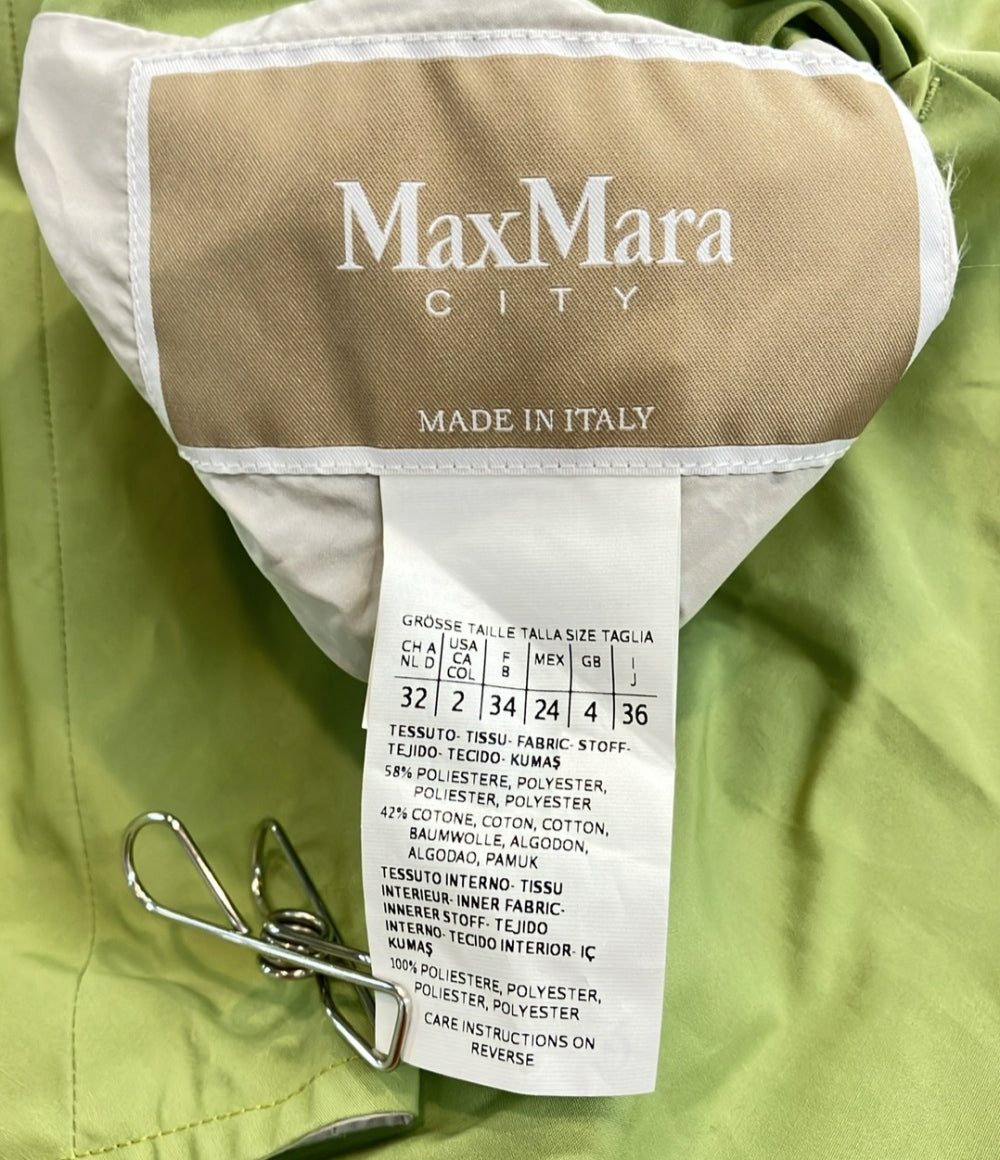 MaxMara
CITY
MADE IN ITALY
GRÖSSE TAILLE TALLA SIZE TAGLIA
CH A NL D | USA CA COL | F B | MEX | GB | I J
32 | 2 | 34 | 24 | 4 | 36
TESSUTO- TISSU- FABRIC- STOFF-
TEJIDO- TECIDO- KUMAŞ
58% POLIESTERE, POLYESTER,
POLIESTER, POLYESTER
42% COTONE, COTON, COTTON,
BAUMWOLLE, ALGODON,
ALGODAO, PAMUK
TESSUTO INTERNO- TISSU
INTERIEUR- INNER FABRIC-
INNERER STOFF- TEJIDO
INTERNO- TECIDO INTERIOR- IÇ
KUMAŞ
100% POLIESTERE, POLYESTER,
POLIESTER, POLYESTER
CARE INSTRUCTIONS ON
REVERSE